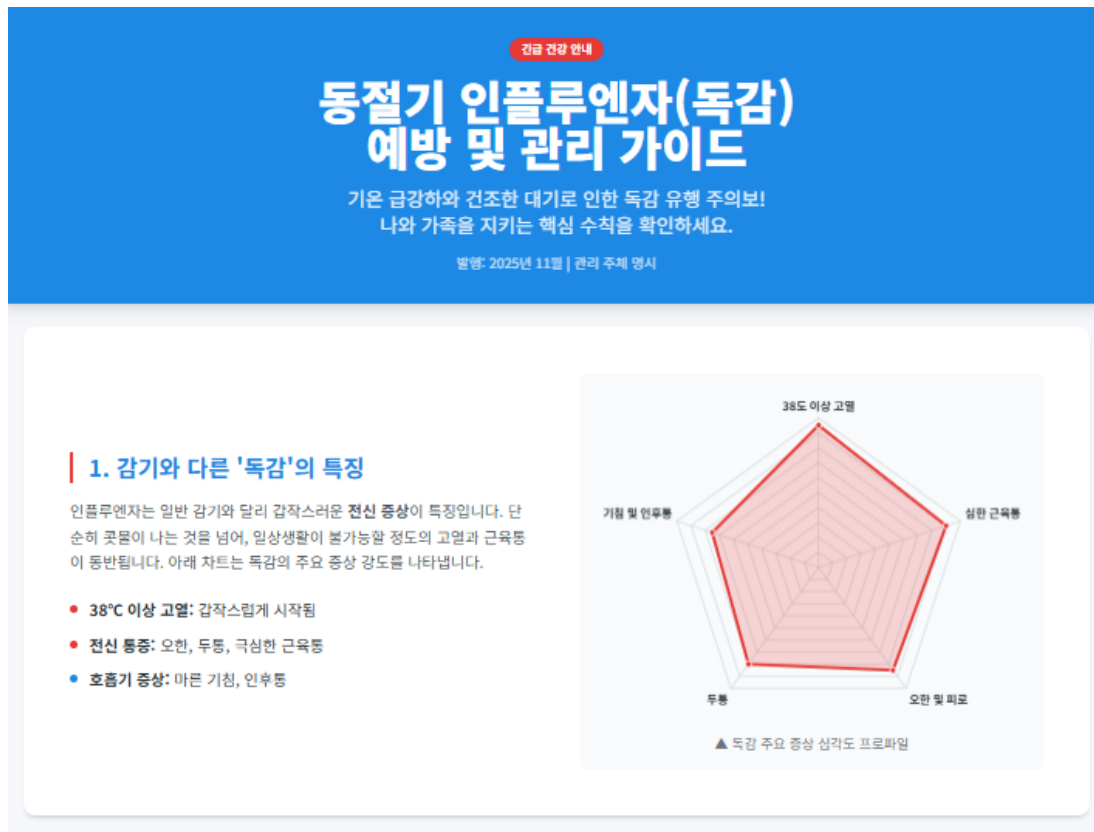 긴급 건강 안내
동절기 인플루엔자(독감)
예방 및 관리 가이드
기온 급강하와 건조한 대기로 인한 독감 유행 주의보!
나와 가족을 지키는 핵심 수칙을 확인하세요.
발행: 2025년 11월 | 관리 주체 명시
1. 감기와 다른 '독감'의 특징
인플루엔자는 일반 감기와 달리 갑작스러운 전신 증상이 특징입니다. 단
순히 콧물이 나는 것을 넘어, 일상생활이 불가능할 정도의 고열과 근육통
이 동반됩니다. 아래 차트는 독감의 주요 증상 강도를 나타냅니다.
38℃ 이상 고열: 갑작스럽게 시작됨
전신 통증: 오한, 두통, 극심한 근육통
호흡기 증상: 마른 기침, 인후통
38도 이상 고열
기침 및 인후통
심한 근육통
두통
오한 및 피로
▲ 독감 주요 증상 심각도 프로파일